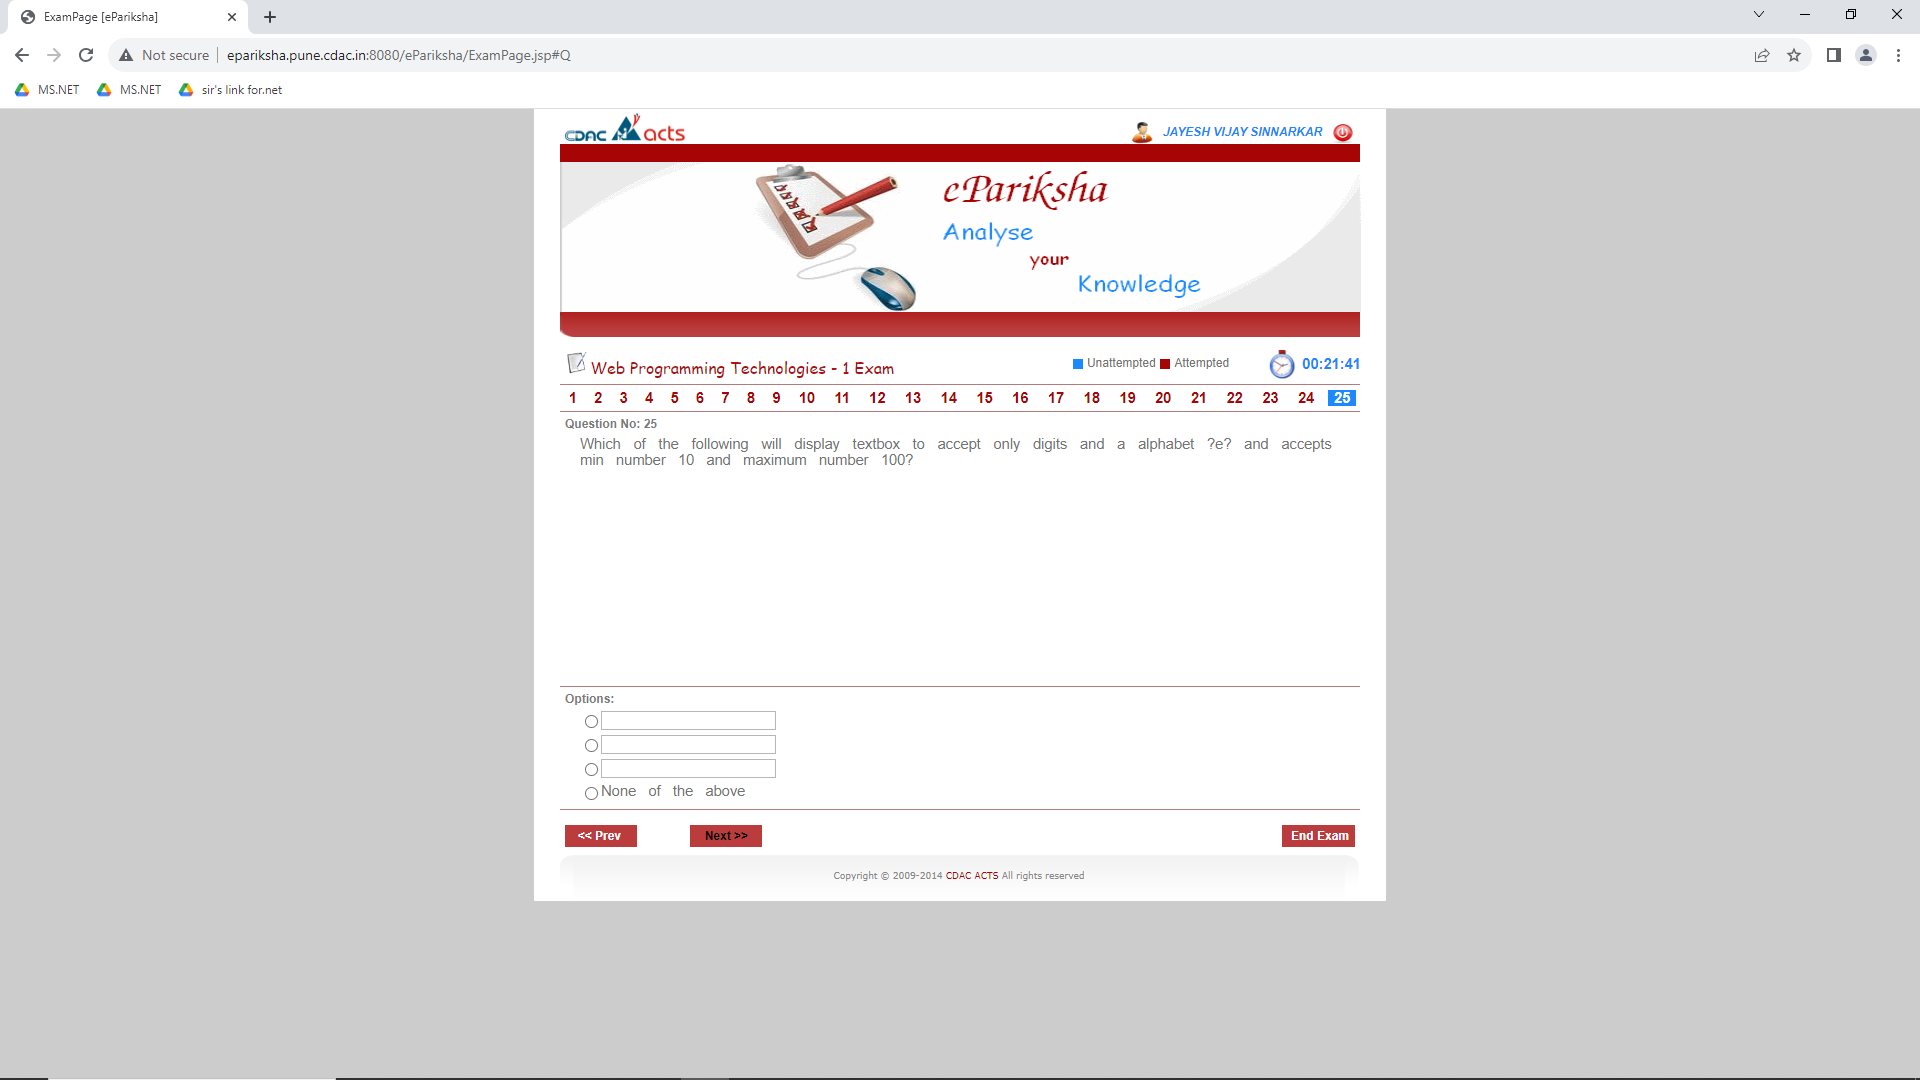 ExamPage [ePariksha]
Not secure
epariksha.pune.cdac.in:8080/ePariksha/ExamPage.jsp#Q
MS.NET
MS.NET
sir's link for.net
CDAC acts
JAYESH VIJAY SINNARKAR
ePariksha
Analyse
your
Knowledge
Web Programming Technologies - 1 Exam
Unattempted
Attempted
00:21:41
1 2 3 4 5 6 7 8 9 10 11 12 13 14 15 16 17 18 19 20 21 22 23 24 25
Question No: 25
Which of the following will display textbox to accept only digits and a alphabet ?e? and accepts
min number 10 and maximum number 100?
Options:
None of the above
<< Prev
Next >>
End Exam
Copyright © 2009-2014 CDAC ACTS All rights reserved